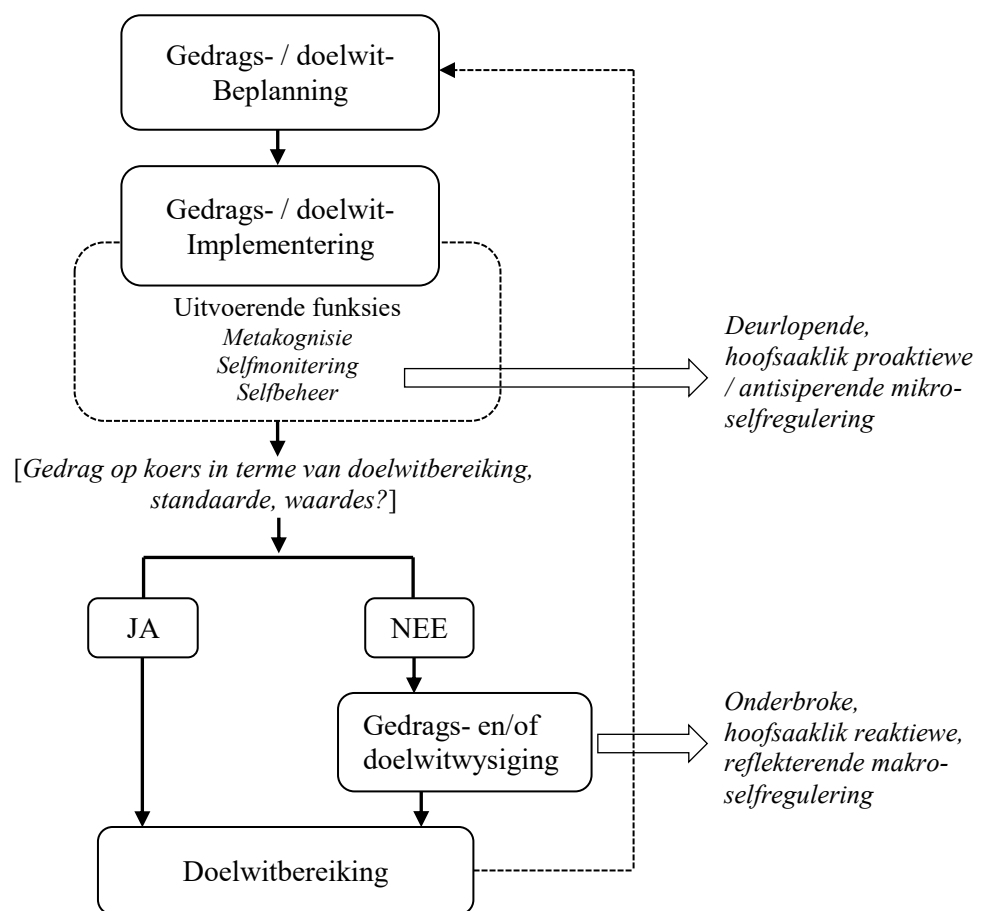 Gedrags- / doelwit-
Beplanning
Gedrags- / doelwit-
Implementering
Uitvoerende funksies
Metakognisie
Selfmonitering
Selfbeheer
Deurlopende,
hoofsaaklik proaktiewe
/ antisiperende mikro-
selfregulering
[Gedrag op koers in terme van doelwitbereiking,
standaarde, waardes?]
JA
NEE
Gedrags- en/of
doelwitwysiging
Onderbroke,
hoofsaaklik reaktiewe,
reflekterende makro-
selfregulering
Doelwitbereiking